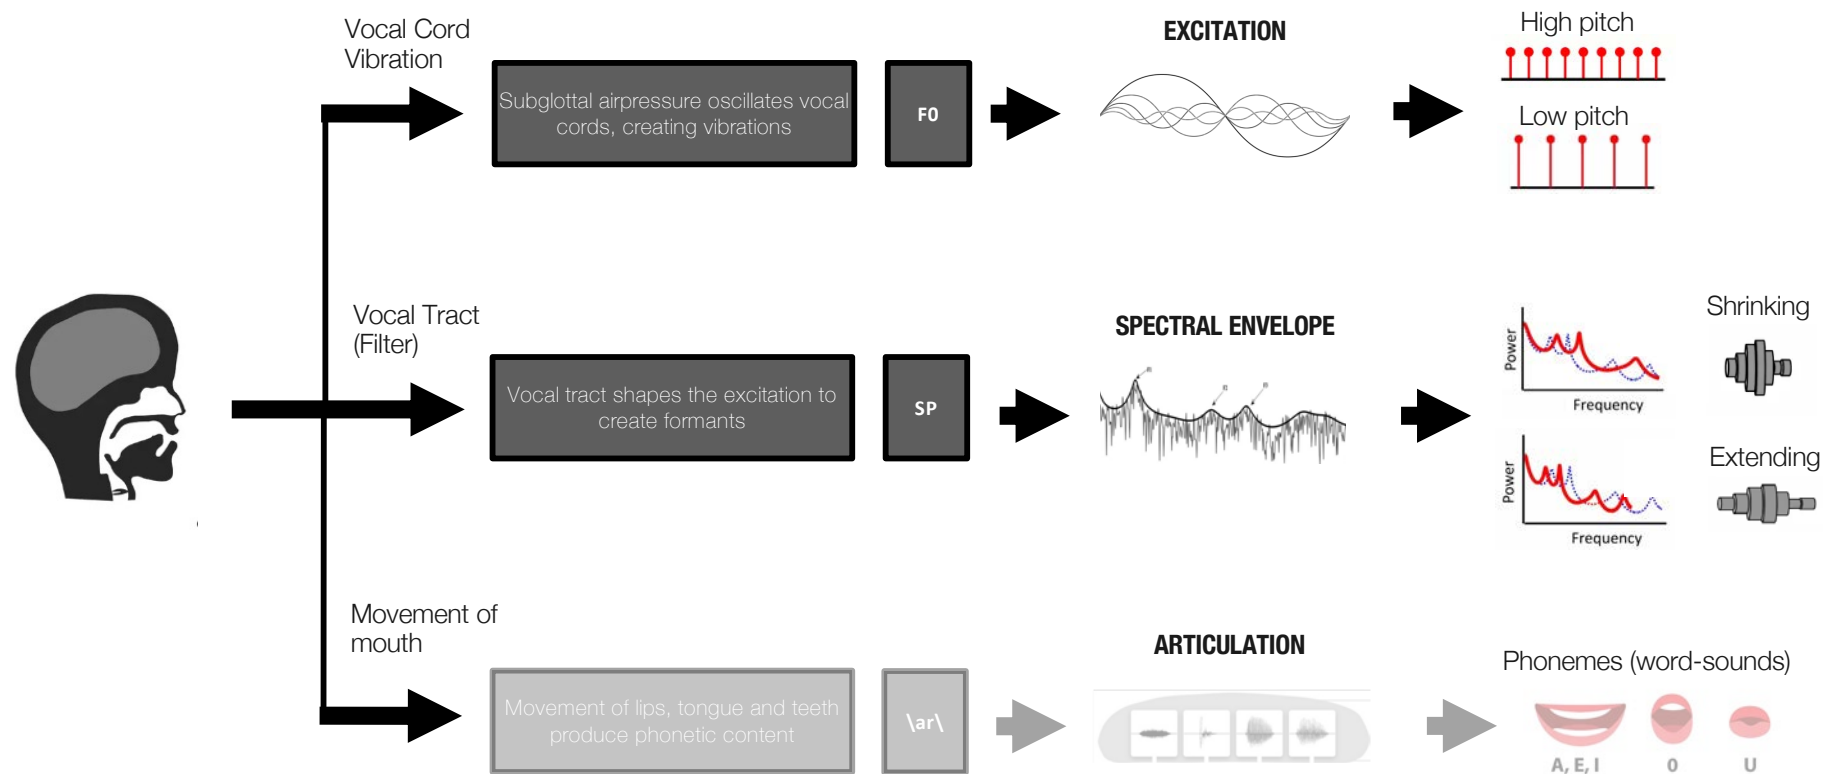 Vocal Cord
Vibration
Subglottal airpressure oscillates vocal
cords, creating vibrations
F0
EXCITATION
High pitch
Low pitch
Vocal Tract
(Filter)
Vocal tract shapes the excitation to
create formants
SP
SPECTRAL ENVELOPE
Power
Frequency
Shrinking
Power
Frequency
Extending
Movement of
mouth
Movement of lips, tongue and teeth
produce phonetic content
\ar\
ARTICULATION
Phonemes (word-sounds)
A, E, I
0
U